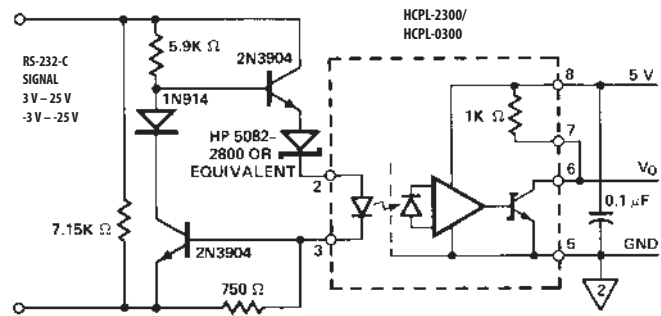 HCPL-2300/
HCPL-0300
RS-232-C
SIGNAL
3 V – 25 V
-3 V – -25 V
5.9K Ω
2N3904
1N914
HP 5082–
2800 OR
EQUIVALENT
2
3
7.15K Ω
2N3904
750 Ω
1K Ω
8
5 V
7
6
VO
0.1 µF
5
GND
2